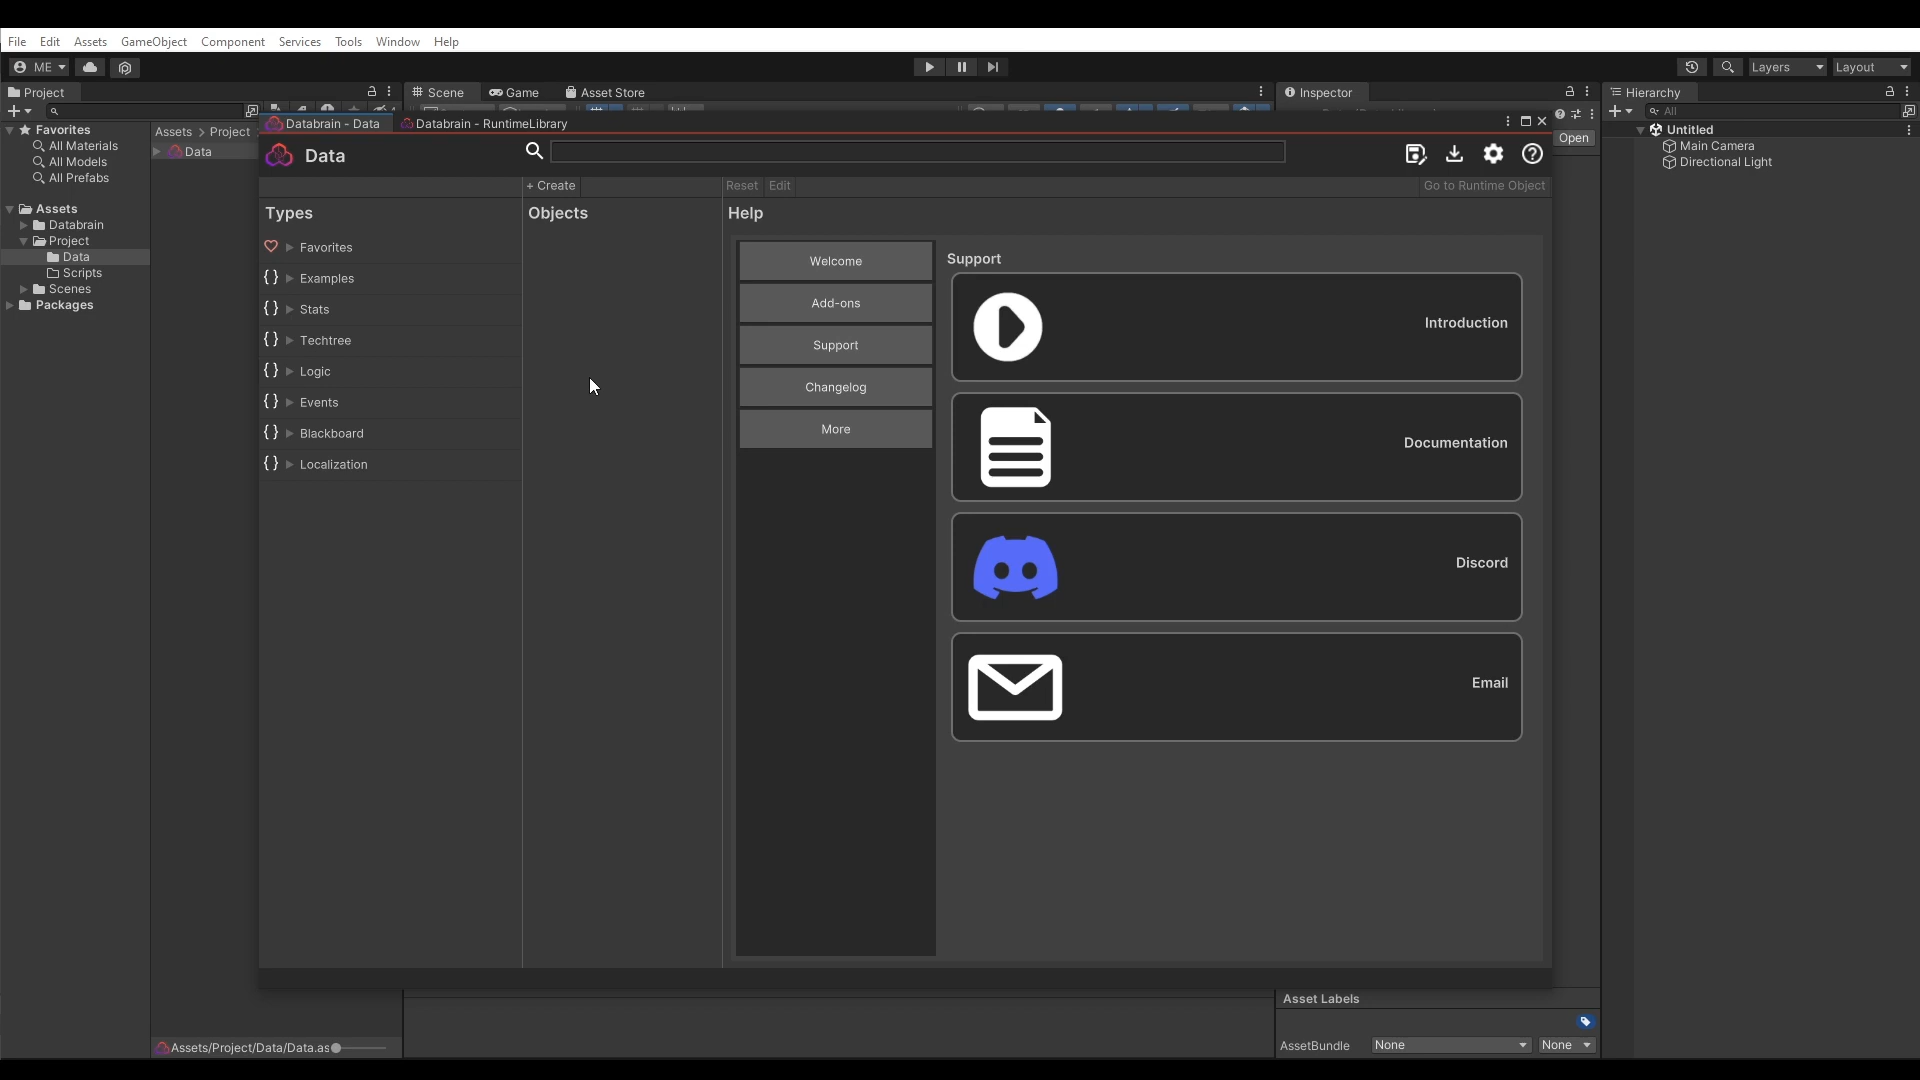 File Edit Assets GameObject Component Services Tools Window Help
ME
Layers Layout
Project
Scene Game Asset Store
Inspector
Hierarchy
All
Favorites
All Materials
All Models
All Prefabs
Assets
Databrain
Project
Data
Scripts
Scenes
Packages
Assets > Project
Data
Databrain - Data Databrain - RuntimeLibrary
Open
Data
+ Create
Reset Edit
Go to Runtime Object
Types
Favorites
Examples
Stats
Techtree
Logic
Events
Blackboard
Localization
Objects
Help
Welcome
Add-ons
Support
Changelog
More
Support
Introduction
Documentation
Discord
Email
Untitled
Main Camera
Directional Light
Assets/Project/Data/Data.as
Asset Labels
AssetBundle None None